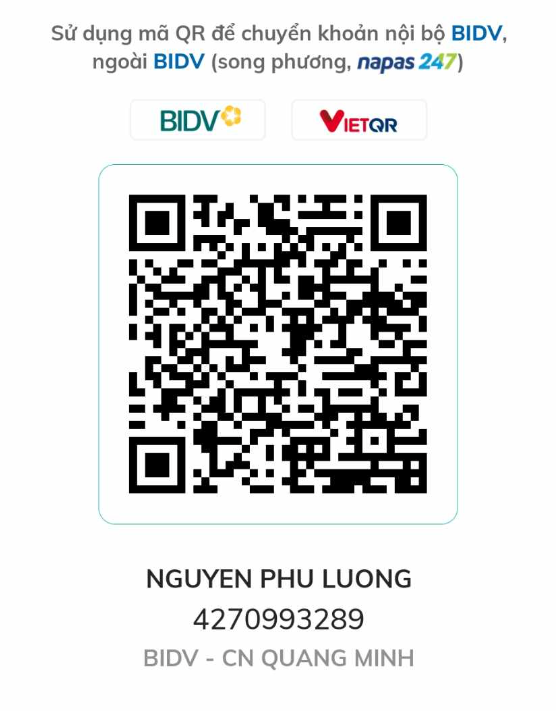 Sử dụng mã QR để chuyển khoản nội bộ BIDV,
ngoài BIDV (song phương, napas 247)
BIDV
VIETQR
NGUYEN PHU LUONG
4270993289
BIDV - CN QUANG MINH